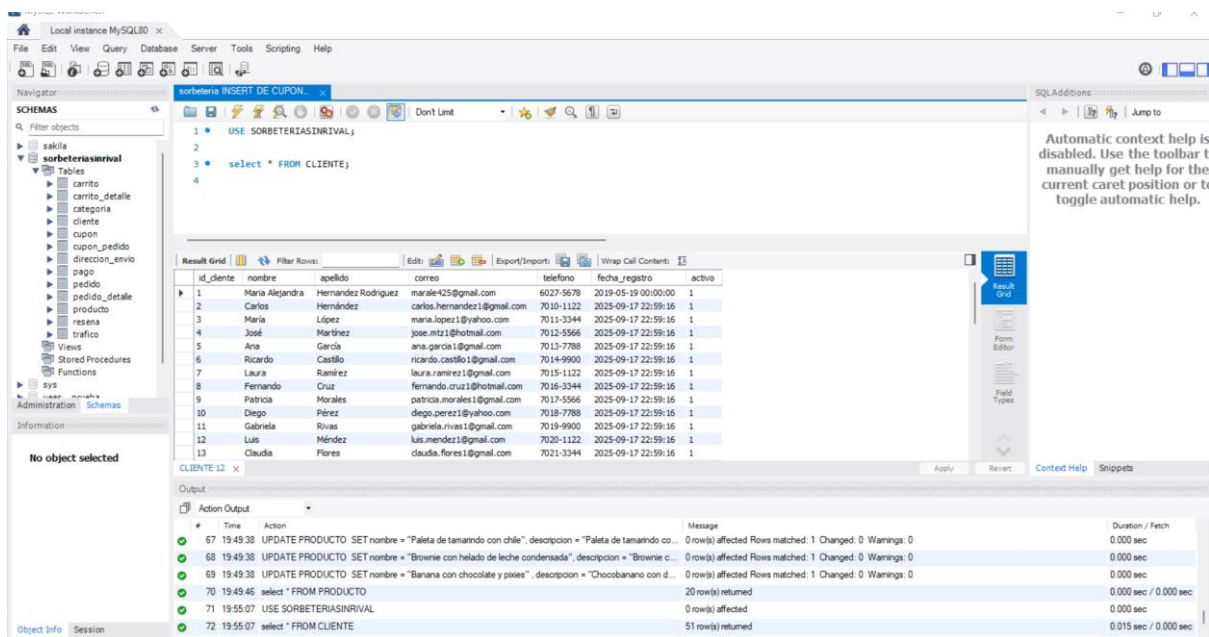 Local instance MySQL80 ×
File Edit View Query Database Server Tools Scripting Help
Navigator
SCHEMAS
Filter objects
sakila
sorbeteriasinrival
Tables
carrito
carrito_detalle
categoria
cliente
cupon
cupon_pedido
direccion_envio
pago
pedido
pedido_detale
producto
resena
trafico
Views
Stored Procedures
Functions
sys
Administration Schemas
Information
No object selected
Object Info Session
sorbeteria INSERT DE CUPON... ×
Don't Limit
1 USE SORBETERIASINRIVAL;
2
3 select * FROM CLIENTE;
4
Result Grid Filter Rows: Edit: Export/Import: Wrap Cell Content:
id_cliente nombre apellido correo telefono fecha_registro activo
1 Maria Alejandra Hernandez Rodriguez marale425@gmail.com 6027-5678 2019-05-19 00:00:00 1
2 Carlos Hernández carlos.hernandez1@gmail.com 7010-1122 2025-09-17 22:59:16 1
3 María López maria.lopez1@yahoo.com 7011-3344 2025-09-17 22:59:16 1
4 José Martínez jose.mtz1@hotmail.com 7012-5566 2025-09-17 22:59:16 1
5 Ana García ana.garcia1@gmail.com 7013-7788 2025-09-17 22:59:16 1
6 Ricardo Castillo ricardo.castillo1@gmail.com 7014-9900 2025-09-17 22:59:16 1
7 Laura Ramírez laura.ramirez1@gmail.com 7015-1122 2025-09-17 22:59:16 1
8 Fernando Cruz fernando.cruz1@hotmail.com 7016-3344 2025-09-17 22:59:16 1
9 Patricia Morales patricia.morales1@gmail.com 7017-5566 2025-09-17 22:59:16 1
10 Diego Pérez diego.perez1@yahoo.com 7018-7788 2025-09-17 22:59:16 1
11 Gabriela Rivas gabriela.rivas1@gmail.com 7019-9900 2025-09-17 22:59:16 1
12 Luis Méndez luis.mendez1@gmail.com 7020-1122 2025-09-17 22:59:16 1
13 Claudia Flores claudia.flores1@gmail.com 7021-3344 2025-09-17 22:59:16 1
Result
Grid
Form
Editor
Field
Types
CLIENTE 12 ×
Apply Revert
SQLAdditions
Jump to
Automatic context help is
disabled. Use the toolbar t
manually get help for the
current caret position or to
toggle automatic help.
Context Help Snippets
Output
Action Output
# Time Action Message Duration / Fetch
67 19:49:38 UPDATE PRODUCTO SET nombre = "Paleta de tamarindo con chile", descripcion = "Paleta de tamarindo co... 0 row(s) affected Rows matched: 1 Changed: 0 Warnings: 0 0.000 sec
68 19:49:38 UPDATE PRODUCTO SET nombre = "Brownie con helado de leche condensada", descripcion = "Brownie c... 0 row(s) affected Rows matched: 1 Changed: 0 Warnings: 0 0.000 sec
69 19:49:38 UPDATE PRODUCTO SET nombre = "Banana con chocolate y pixies" , descripcion = "Chocobanano con d... 0 row(s) affected Rows matched: 1 Changed: 0 Warnings: 0 0.000 sec
70 19:49:46 select * FROM PRODUCTO 20 row(s) returned 0.000 sec / 0.000 sec
71 19:55:07 USE SORBETERIASINRIVAL 0 row(s) affected 0.000 sec
72 19:55:07 select * FROM CLIENTE 51 row(s) returned 0.015 sec / 0.000 sec